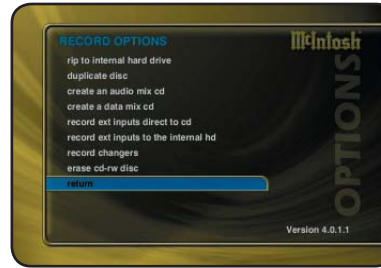 RECORD OPTIONS
McIntosh
rip to internal hard drive
duplicate disc
create an audio mix cd
create a data mix cd
record ext inputs direct to cd
record ext inputs to the internal hd
record changers
erase cd-rw disc
return
OPTIONS
Version 4.0.1.1